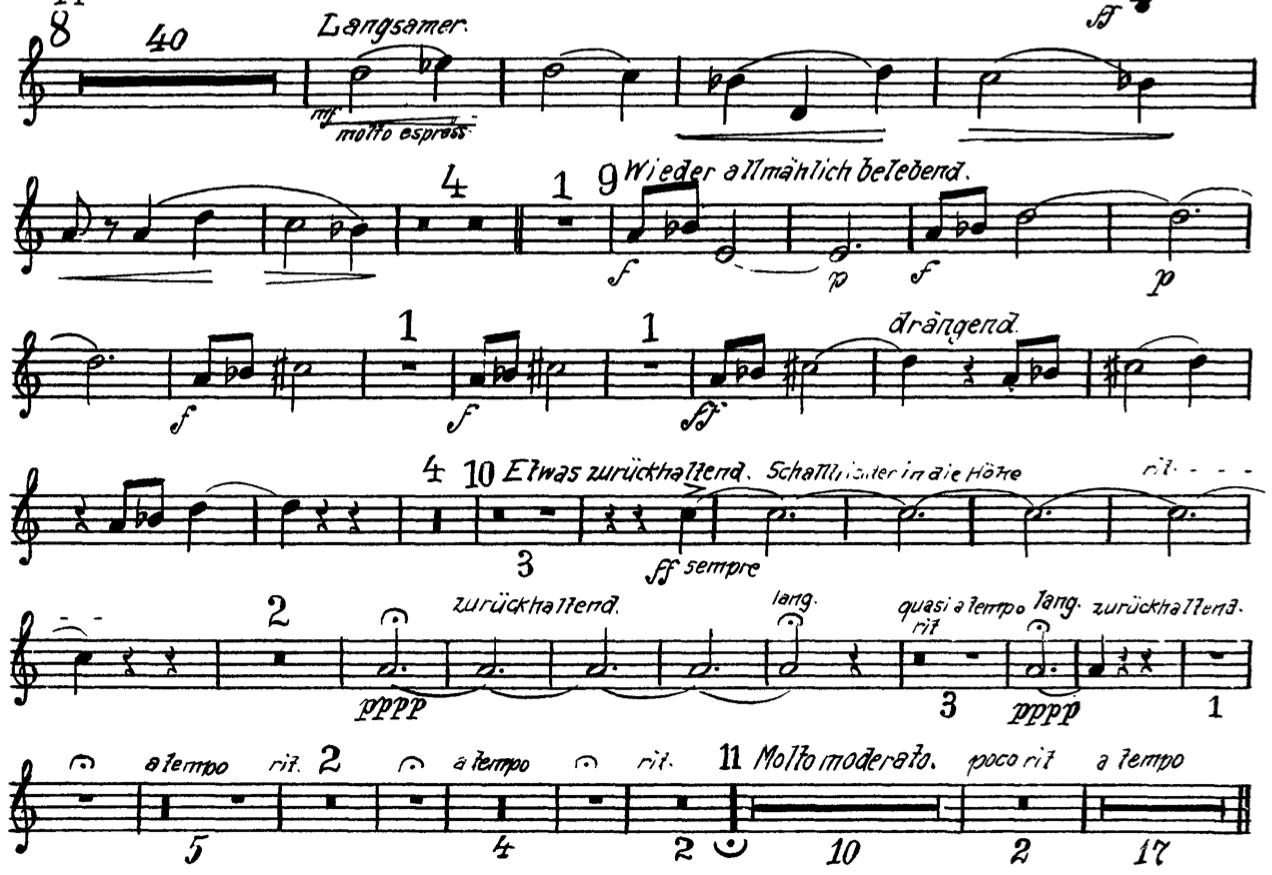 ff
8 40 Langsamer.
mf molto espress.
4 1 9 Wieder allmählich belebend.
f p f p
1 1 drängend.
f f ff
4 10 Etwas zurückhaltend. in die Höhe rit. - - -
3 ff sempre
- - 2 zurückhaltend. lang. quasi a tempo rit lang. zurückhaltend.
pppp 3 pppp 1
a tempo rit. 2 a tempo rit. 11 Molto moderato. poco rit a tempo
5 4 2 10 2 17